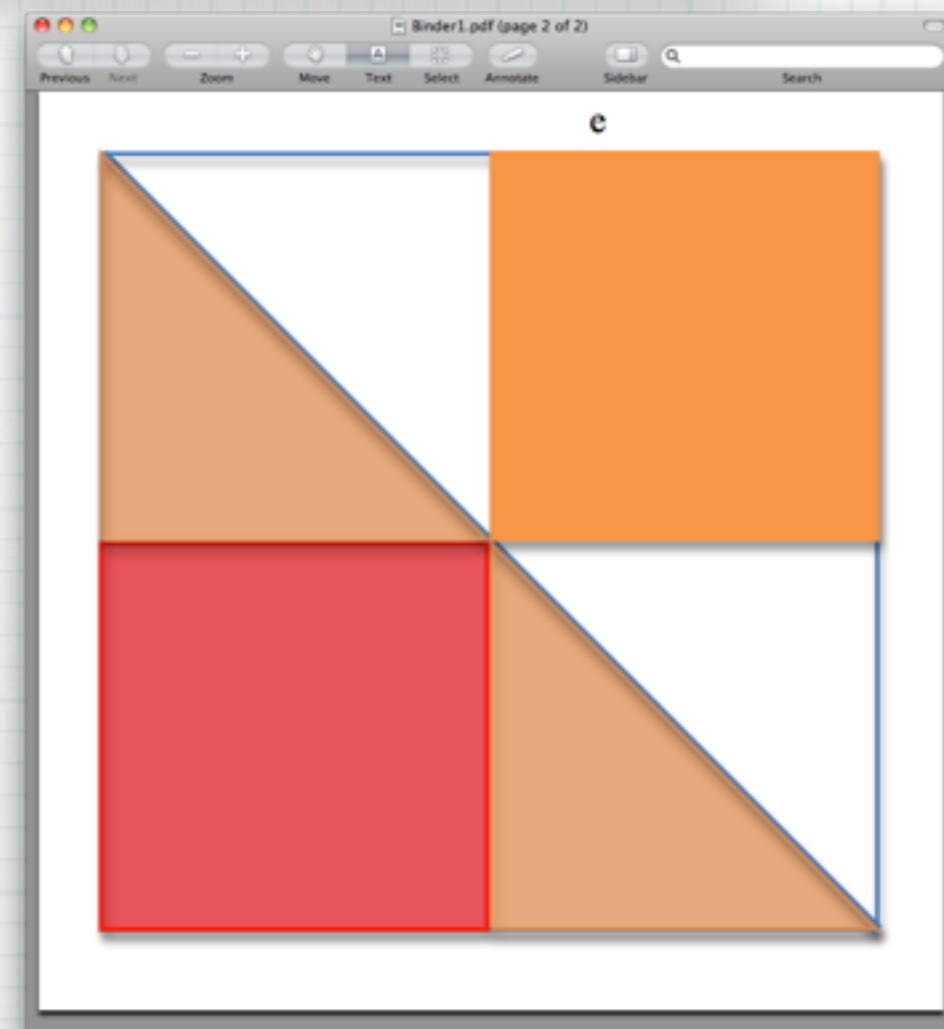 Binder1.pdf (page 2 of 2)
Previous Next Zoom Move Text Select Annotate Sidebar Search
A
e